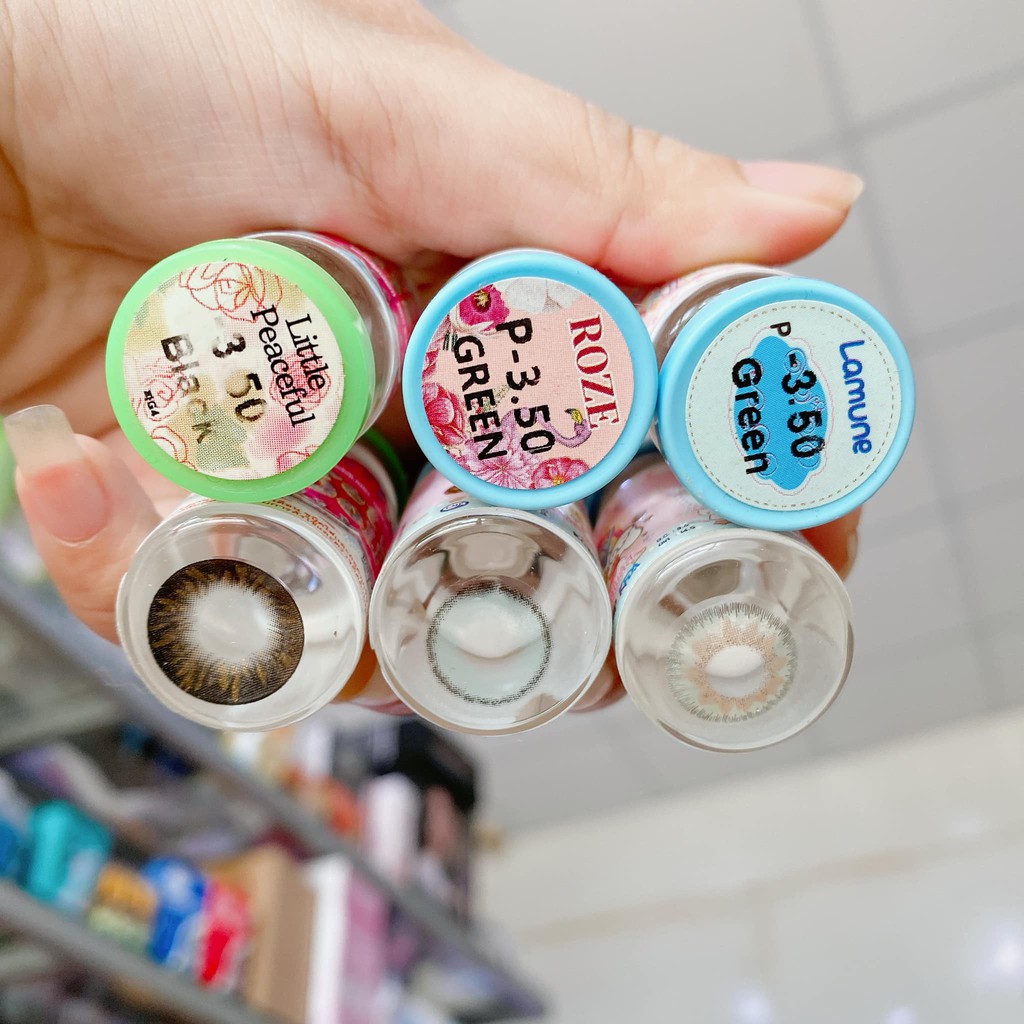 Little
Peaceful
-3.50
Black
ROZE
P-3.50
GREEN
Lamune
P -3.50
Green